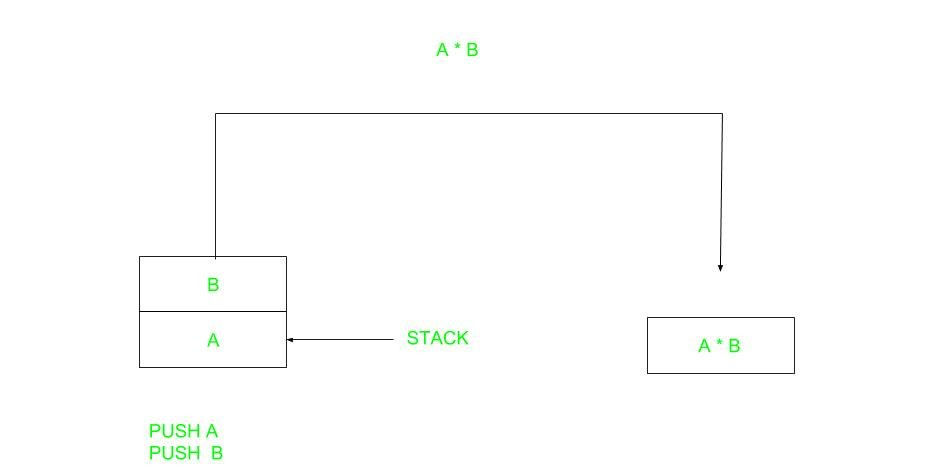 A * B
B
A
STACK
A * B
PUSH A
PUSH  B